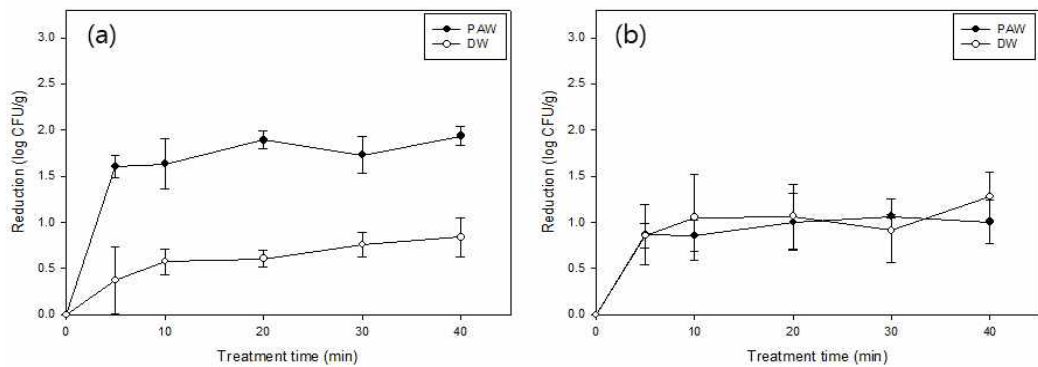 (a)
PAW
DW
3.0
2.5
2.0
1.5
1.0
0.5
0.0
Reduction (log CFU/g)
0 10 20 30 40
Treatment time (min)
(b)
PAW
DW
3.0
2.5
2.0
1.5
1.0
0.5
0.0
Reduction (log CFU/g)
0 10 20 30 40
Treatment time (min)